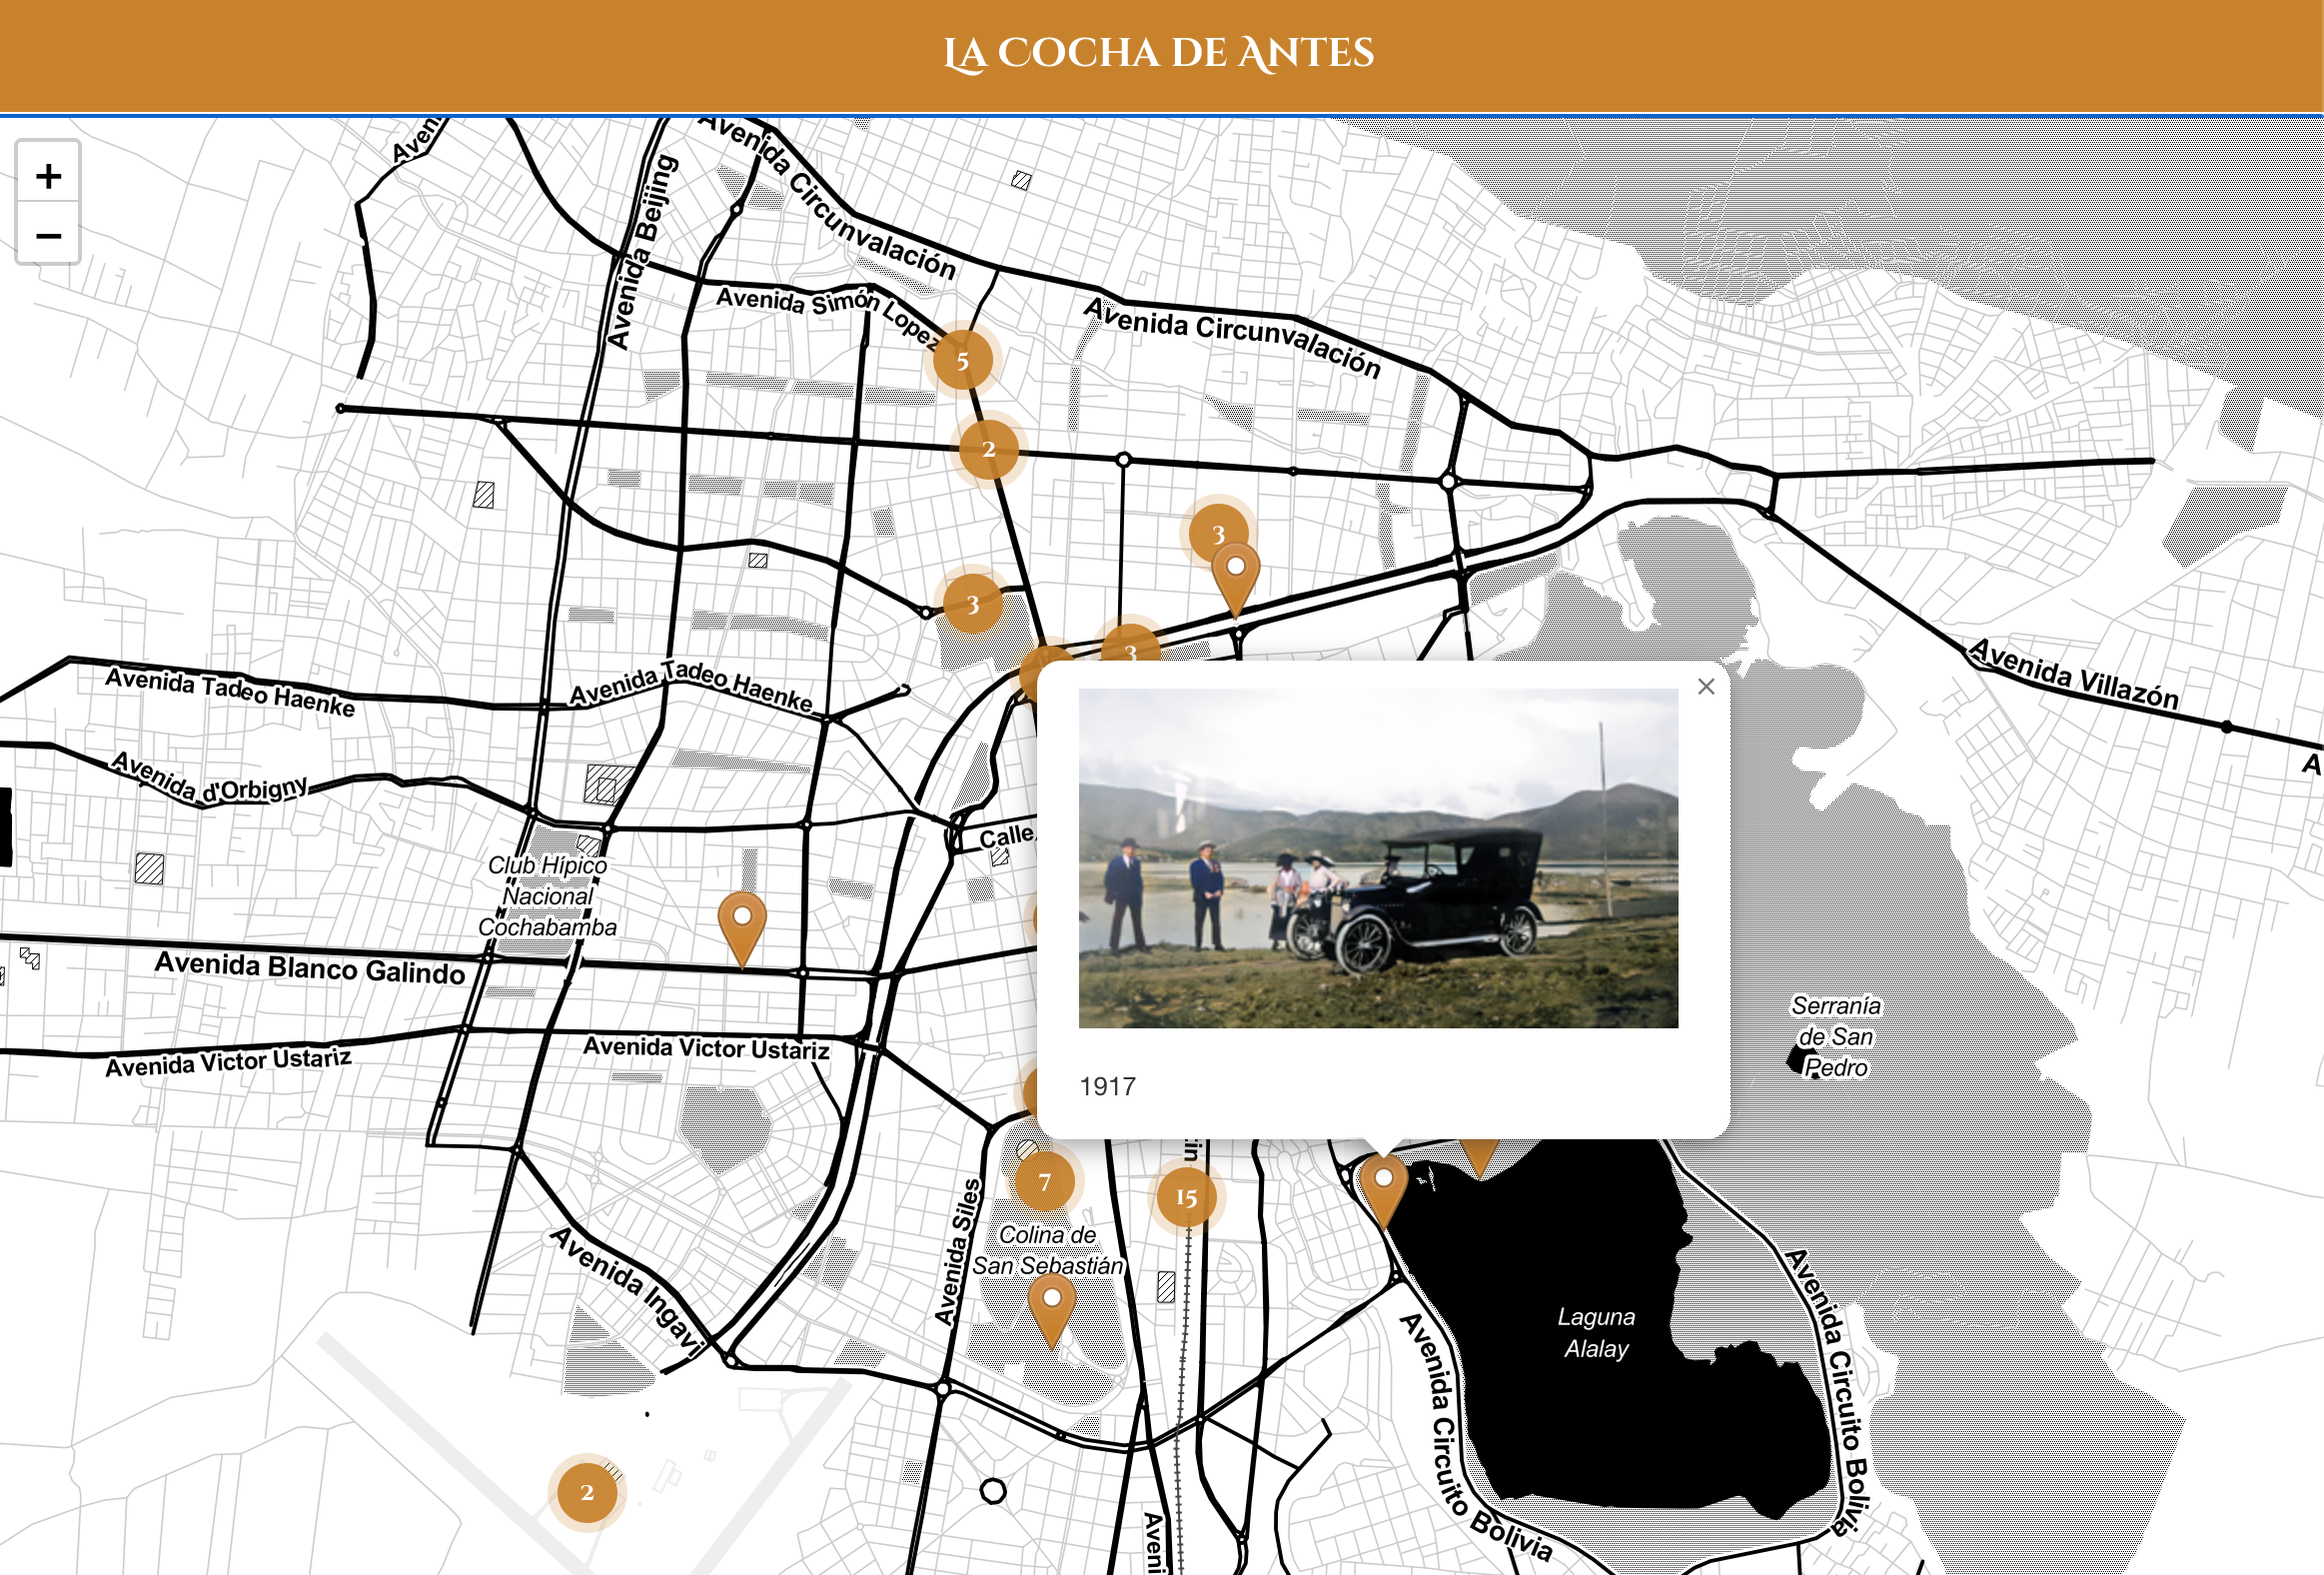 La Cocha de Antes
+
−
Aven
Avenida Circunvalación
Avenida Beijing
Avenida Simón Lopez
Avenida Circunvalación
5
2
3
3
3
Avenida Tadeo Haenke
Avenida Tadeo Haenke
Avenida Villazón
A
×
Avenida d'Orbigny
Calle
Club Hípico
Nacional
Cochabamba
Avenida Blanco Galindo
Serranía
de San
Pedro
Avenida Victor Ustariz
Avenida Victor Ustariz
1917
in
7
15
Avenida Siles
Colina de
San Sebastián
Avenida Ingavi
Laguna
Alalay
Avenida Circuito Bolivia
Avenida Circuito Bolivia
2
Aveni